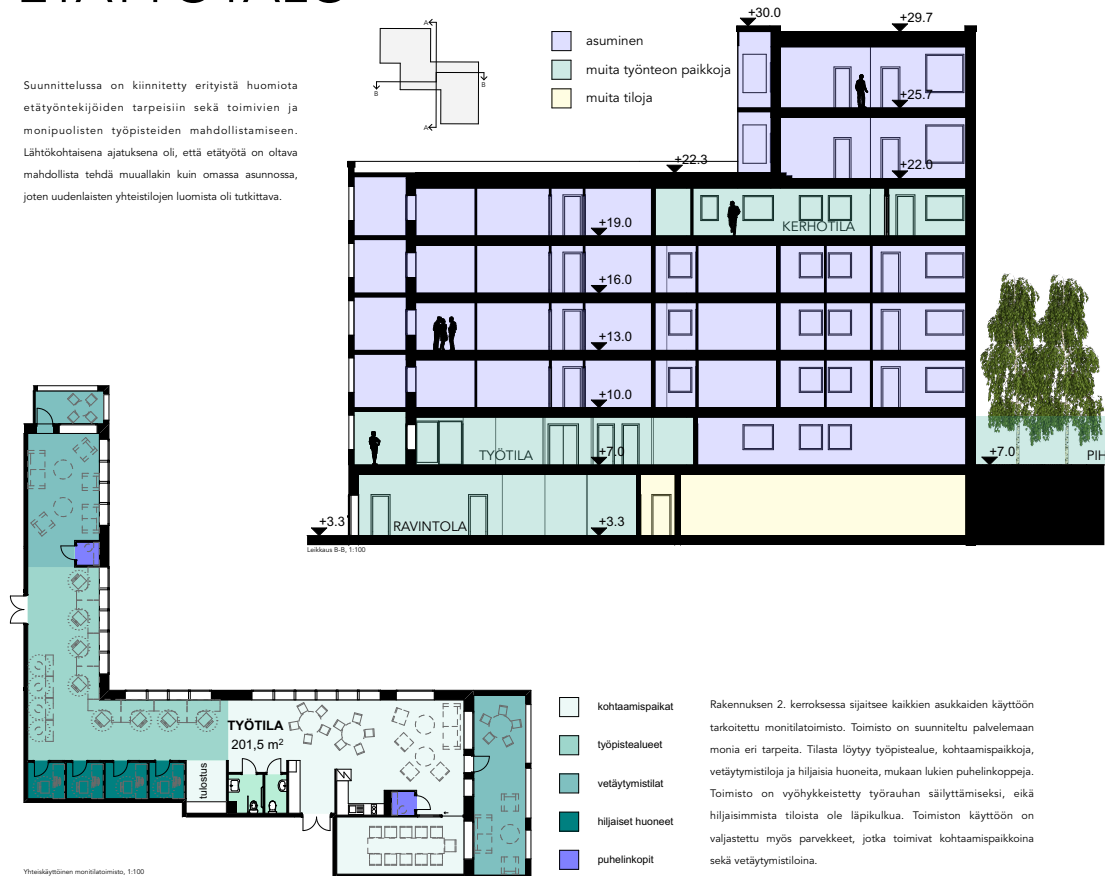 Suunnittelussa on kiinnitetty erityistä huomiota
etätyöntekijöiden tarpeisiin sekä toimivien ja
monipuolisten työpisteiden mahdollistamiseen.
Lähtökohtaisena ajatuksena oli, että etätyötä on oltava
mahdollista tehdä muuallakin kuin omassa asunnossa,
joten uudenlaisten yhteistilojen luomista oli tutkittava.
A
B
B
A
asuminen
muita työnteon paikkoja
muita tiloja
+30.0
+29.7
+25.7
+22.3
+22.0
+19.0
KERHOTILA
+16.0
+13.0
+10.0
TYÖTILA
+7.0
+7.0
PIH
+3.3
RAVINTOLA
+3.3
Leikkaus B-B, 1:100
TYÖTILA
201,5 m²
tulostus
Yhteiskäyttöinen monitilatoimisto, 1:100
kohtaamispaikat
työpistealueet
vetäytymistilat
hiljaiset huoneet
puhelinkopit
Rakennuksen 2. kerroksessa sijaitsee kaikkien asukkaiden käyttöön
tarkoitettu monitilatoimisto. Toimisto on suunniteltu palvelemaan
monia eri tarpeita. Tilasta löytyy työpistealue, kohtaamispaikkoja,
vetäytymistiloja ja hiljaisia huoneita, mukaan lukien puhelinkoppeja.
Toimisto on vyöhykkeistetty työrauhan säilyttämiseksi, eikä
hiljaisimmista tiloista ole läpikulkua. Toimiston käyttöön on
valjastettu myös parvekkeet, jotka toimivat kohtaamispaikkoina
sekä vetäytymistiloina.